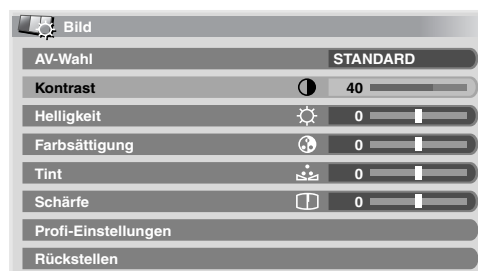 Bild
AV-Wahl STANDARD
Kontrast 40
Helligkeit 0
Farbsättigung 0
Tint 0
Schärfe 0
Profi-Einstellungen
Rückstellen